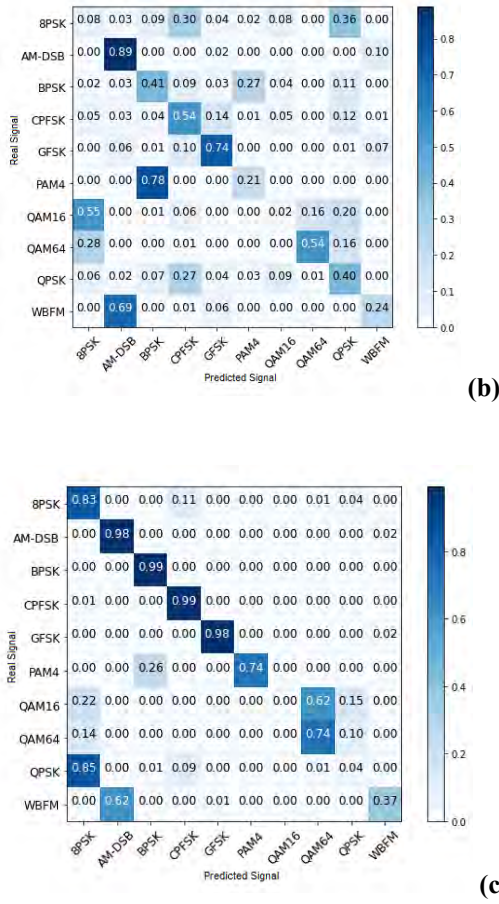 8PSK 0.08 0.03 0.09 0.30 0.04 0.02 0.08 0.00 0.36 0.00
AM-DSB 0.00 0.89 0.00 0.00 0.02 0.00 0.00 0.00 0.00 0.10
BPSK 0.02 0.03 0.41 0.09 0.03 0.27 0.04 0.00 0.11 0.00
CPFSK 0.05 0.03 0.04 0.54 0.14 0.01 0.05 0.00 0.12 0.01
GFSK 0.00 0.06 0.01 0.10 0.74 0.00 0.00 0.00 0.01 0.07
PAM4 0.00 0.00 0.78 0.00 0.00 0.21 0.00 0.00 0.00 0.00
QAM16 0.55 0.00 0.01 0.06 0.00 0.00 0.02 0.16 0.20 0.00
QAM64 0.28 0.00 0.00 0.01 0.00 0.00 0.00 0.54 0.16 0.00
QPSK 0.06 0.02 0.07 0.27 0.04 0.03 0.09 0.01 0.40 0.00
WBFM 0.00 0.69 0.00 0.01 0.06 0.00 0.00 0.00 0.00 0.24
Real Signal
8PSK AM-DSB BPSK CPFSK GFSK PAM4 QAM16 QAM64 QPSK WBFM
Predicted Signal
0.8
0.7
0.6
0.5
0.4
0.3
0.2
0.1
0.0
(b)
8PSK 0.83 0.00 0.00 0.11 0.00 0.00 0.00 0.01 0.04 0.00
AM-DSB 0.00 0.98 0.00 0.00 0.00 0.00 0.00 0.00 0.00 0.02
BPSK 0.00 0.00 0.99 0.00 0.00 0.00 0.00 0.00 0.00 0.00
CPFSK 0.01 0.00 0.00 0.99 0.00 0.00 0.00 0.00 0.00 0.00
GFSK 0.00 0.00 0.00 0.00 0.98 0.00 0.00 0.00 0.00 0.02
PAM4 0.00 0.00 0.26 0.00 0.00 0.74 0.00 0.00 0.00 0.00
QAM16 0.22 0.00 0.00 0.00 0.00 0.00 0.00 0.62 0.15 0.00
QAM64 0.14 0.00 0.00 0.00 0.00 0.00 0.00 0.74 0.10 0.00
QPSK 0.85 0.00 0.01 0.09 0.00 0.00 0.00 0.01 0.04 0.00
WBFM 0.00 0.62 0.00 0.00 0.01 0.00 0.00 0.00 0.00 0.37
Real Signal
8PSK AM-DSB BPSK CPFSK GFSK PAM4 QAM16 QAM64 QPSK WBFM
Predicted Signal
0.8
0.6
0.4
0.2
0.0
(c